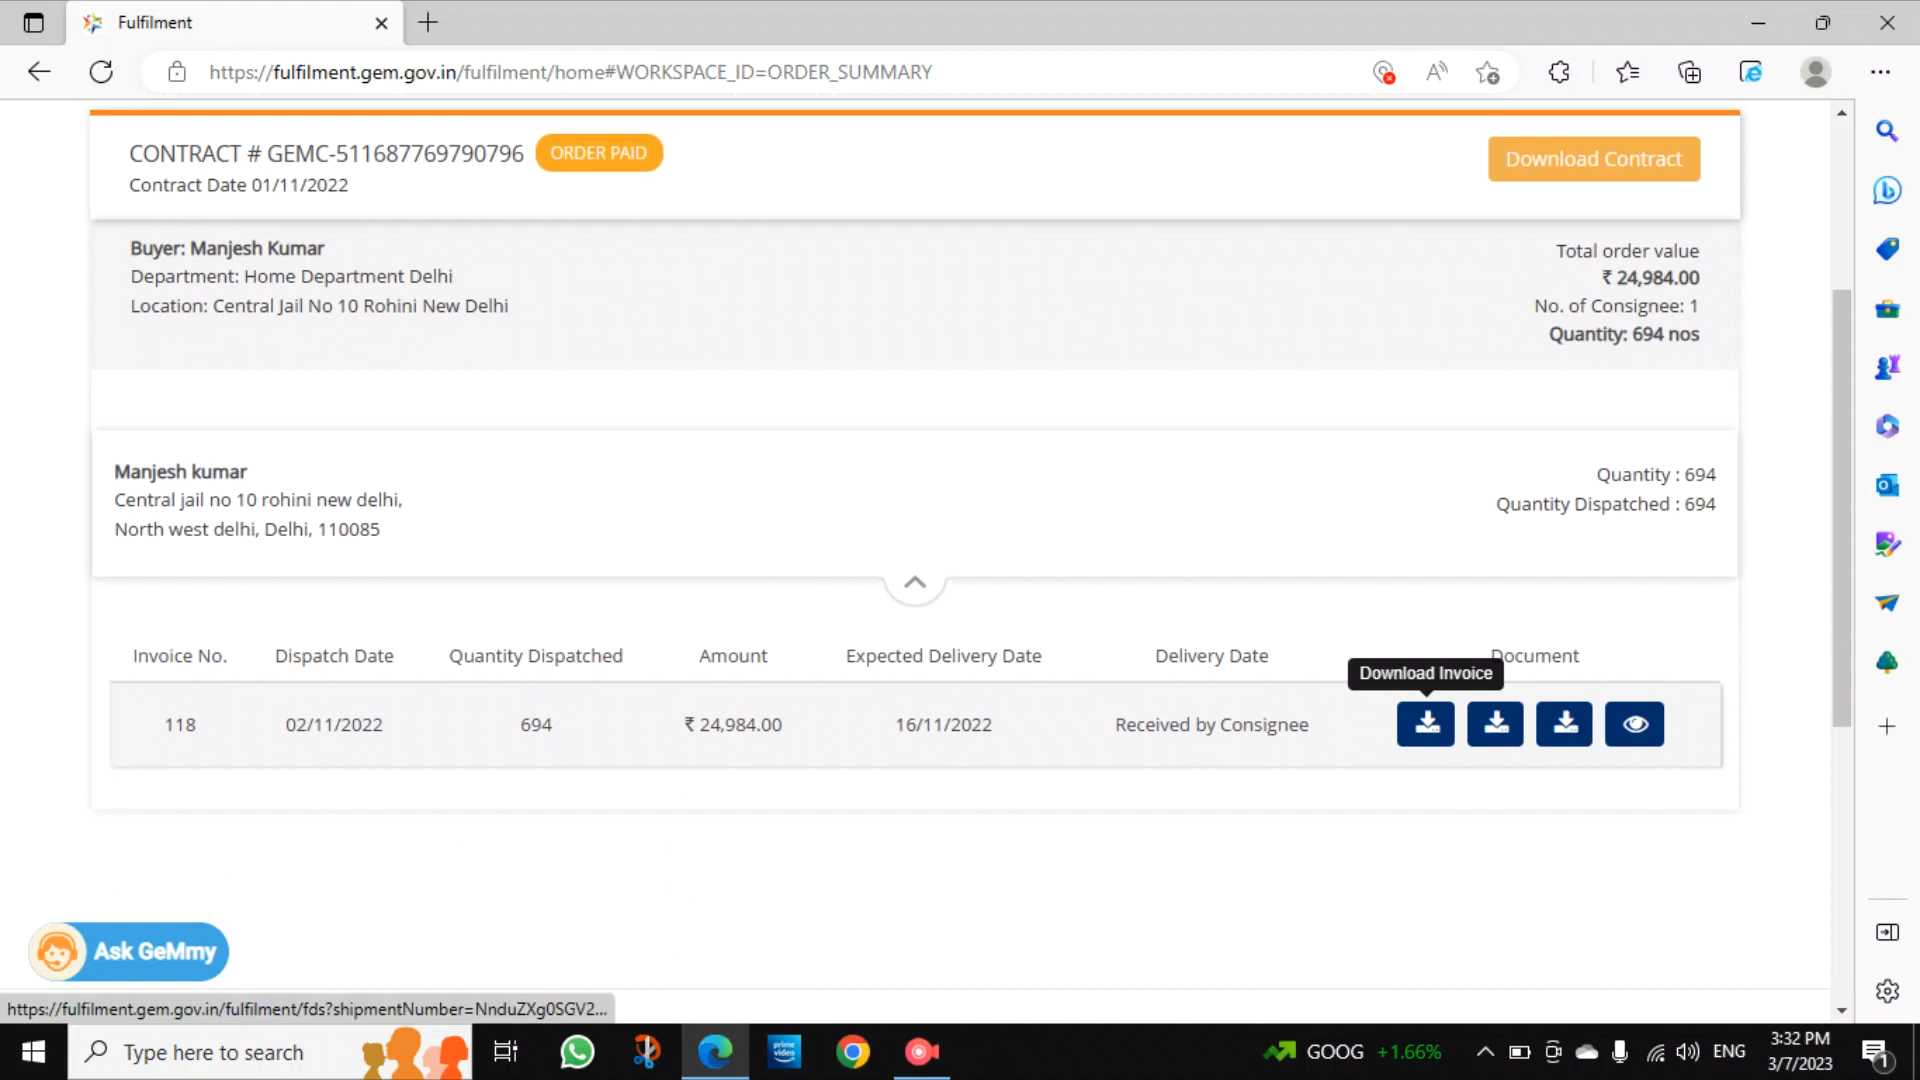 Fulfilment
https://fulfilment.gem.gov.in/fulfilment/home#WORKSPACE_ID=ORDER_SUMMARY
CONTRACT # GEMC-511687769790796 ORDER PAID
Download Contract
Contract Date 01/11/2022
Buyer: Manjesh Kumar
Department: Home Department Delhi
Location: Central Jail No 10 Rohini New Delhi
Total order value
₹ 24,984.00
No. of Consignee: 1
Quantity: 694 nos
Manjesh kumar
Central jail no 10 rohini new delhi,
North west delhi, Delhi, 110085
Quantity : 694
Quantity Dispatched : 694
Invoice No. Dispatch Date Quantity Dispatched Amount Expected Delivery Date Delivery Date Document
Download Invoice
118 02/11/2022 694 ₹ 24,984.00 16/11/2022 Received by Consignee
Ask GeMmy
https://fulfilment.gem.gov.in/fulfilment/fds?shipmentNumber=NnduZXg0SGV2...
Type here to search
prime video
GOOG +1.66%
ENG
3:32 PM
3/7/2023
1